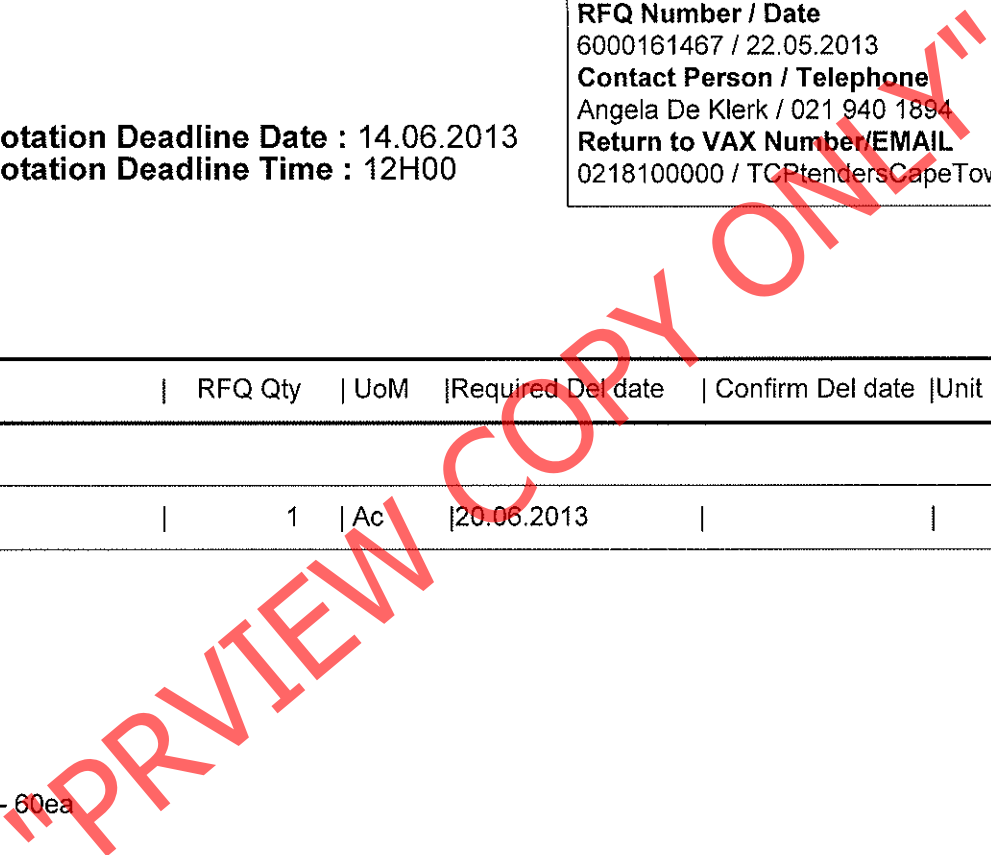 RFQ Number / Date
6000161467 / 22.05.2013
Contact Person / Telephone
Angela De Klerk / 021 940 1894
Return to VAX Number/EMAIL
0218100000 / TCPtendersCapeTow
otation Deadline Date : 14.06.2013
otation Deadline Time : 12H00
| RFQ Qty | UoM |Required Del date | Confirm Del date |Unit
| 1 | Ac |20.06.2013 | |
- 60ea
"PRVIEW COPY ONLY"